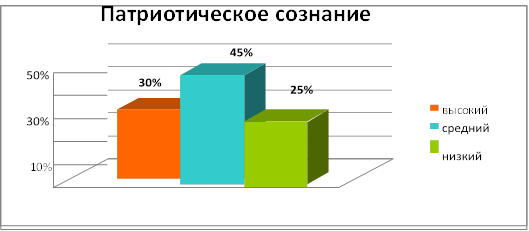 Патриотическое сознание
45%
30%
25%
50%
30%
10%
высокий
средний
низкий